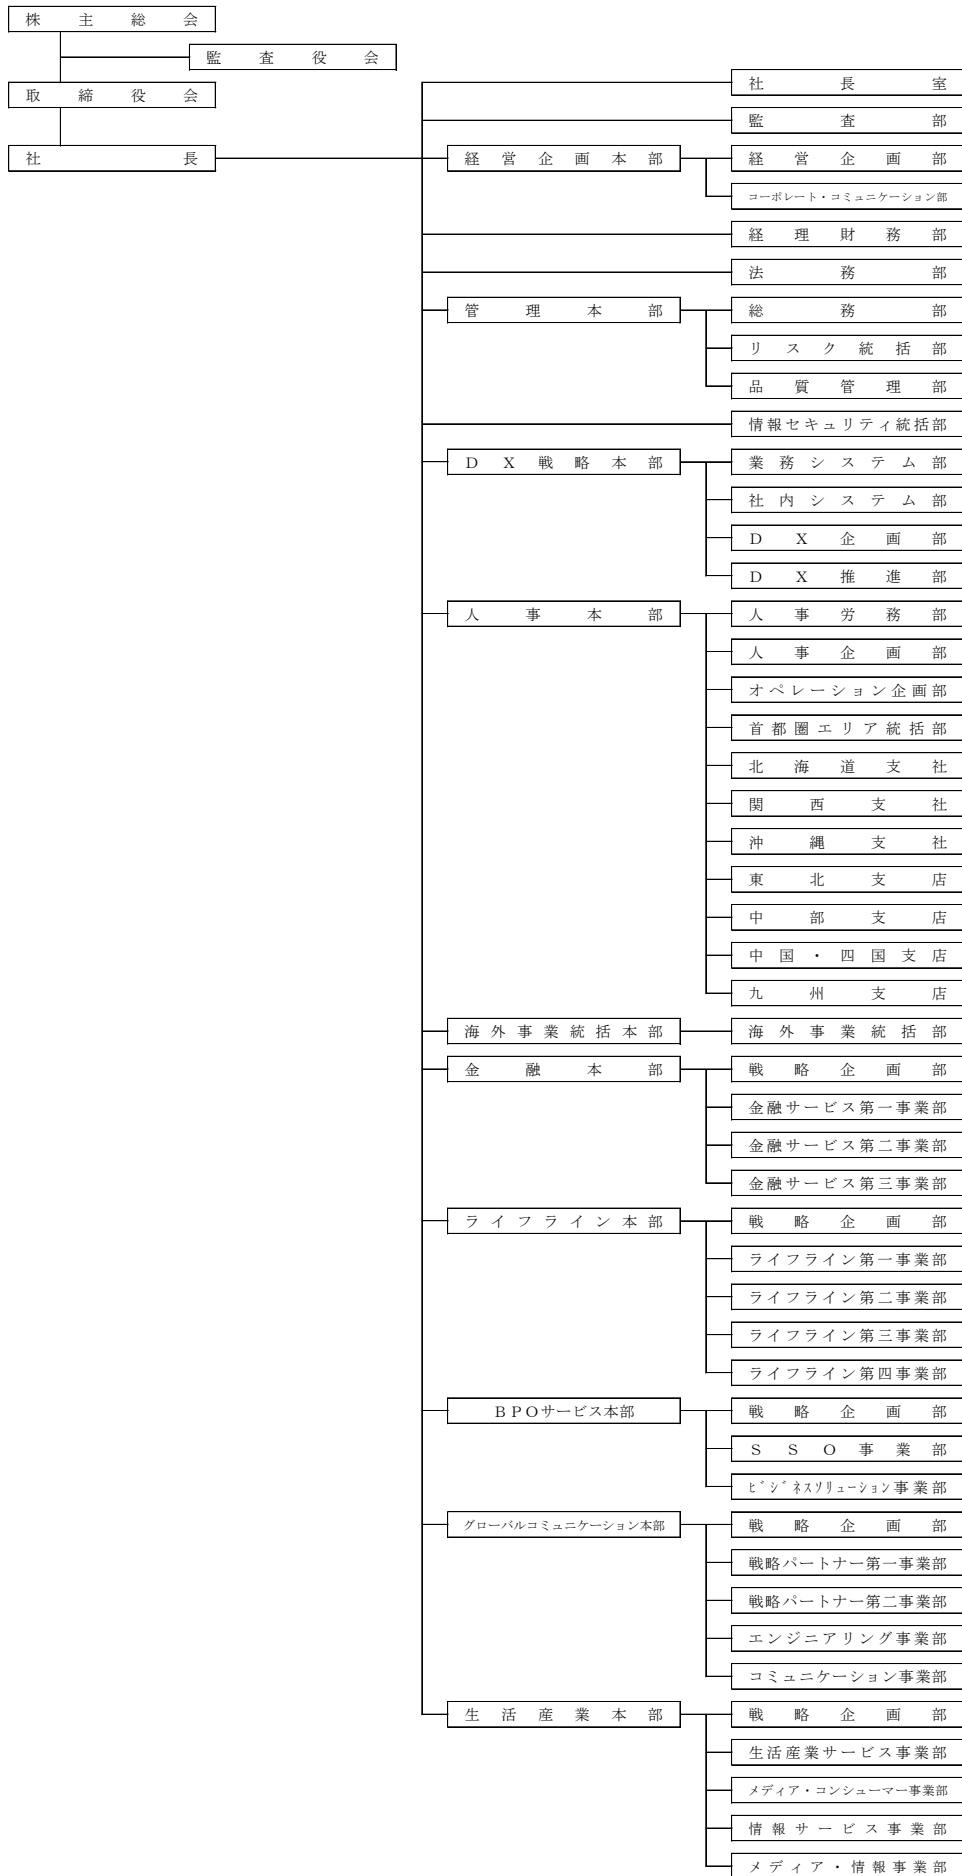 株主総会
監査役会
取締役会
社長
社長室
監査部
経営企画本部
経営企画部
コーポレート・コミュニケーション部
経理財務部
法務部
管理本部
総務部
リスク統括部
品質管理部
情報セキュリティ統括部
DX戦略本部
業務システム部
社内システム部
DX企画部
DX推進部
人事本部
人事労務部
人事企画部
オペレーション企画部
首都圏エリア統括部
北海道支社
関西支社
沖縄支社
東北支店
中部支店
中国・四国支店
九州支店
海外事業統括本部
海外事業統括部
金融本部
戦略企画部
金融サービス第一事業部
金融サービス第二事業部
金融サービス第三事業部
ライフライン本部
戦略企画部
ライフライン第一事業部
ライフライン第二事業部
ライフライン第三事業部
ライフライン第四事業部
BPOサービス本部
戦略企画部
SSO事業部
ビジネスソリューション事業部
グローバルコミュニケーション本部
戦略企画部
戦略パートナー第一事業部
戦略パートナー第二事業部
エンジニアリング事業部
コミュニケーション事業部
生活産業本部
戦略企画部
生活産業サービス事業部
メディア・コンシューマー事業部
情報サービス事業部
メディア・情報事業部